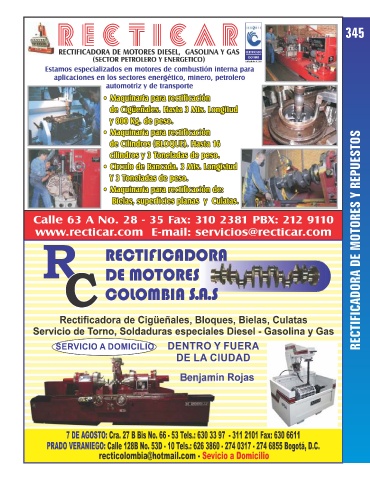 RECTICAR
RECTIFICADORA DE MOTORES DIESEL, GASOLINA Y GAS
(SECTOR PETROLERO Y ENERGETICO)
Estamos especializados en motores de combustión interna para
aplicaciones en los sectores energético, minero, petrolero
automotriz y de transporte
• Maquinaria para rectificación
de Cigüeñales. Hasta 3 Mts. Longitud
y 800 Kg. de peso.
• Maquinaria para rectificación
de Cilindros (BLOQUE). Hasta 16
cilindros y 3 Toneladas de peso.
• Circulo de Bancada. 3 Mts. Longistud
Y 3 Toneladas de peso.
• Maquinaria para rectificación de:
Bielas, superficies planas y Culatas.
Calle 63 A No. 28 - 35 Fax: 310 2381 PBX: 212 9110
www.recticar.com E-mail: servicios@recticar.com
RC
RECTIFICADORA
DE MOTORES
COLOMBIA S.A.S
Rectificadora de Cigüeñales, Bloques, Bielas, Culatas
Servicio de Torno, Soldaduras especiales Diesel - Gasolina y Gas
SERVICIO A DOMICILIO
DENTRO Y FUERA
DE LA CIUDAD
Benjamín Rojas
7 DE AGOSTO: Cra. 27 B Bis No. 66 - 53 Tels.: 630 33 97 - 311 2101 Fax: 630 6611
PRADO VERANIEGO: Calle 128B No. 53D - 10 Tels.: 626 3860 - 274 0317 - 274 6855 Bogotá, D.C.
recticolombia@hotmail.com - Sevicio a Domicilio
345
RECTIFICADORA DE MOTORES Y REPUESTOS